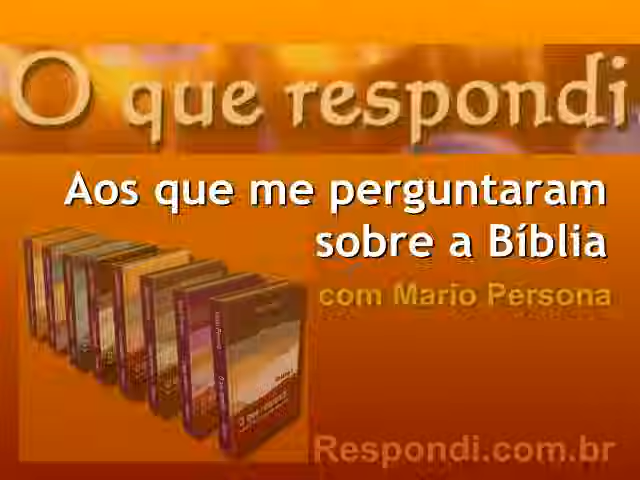 O que respondi
Aos que me perguntaram
sobre a Bíblia
com Mario Persona
Respondi.com.br